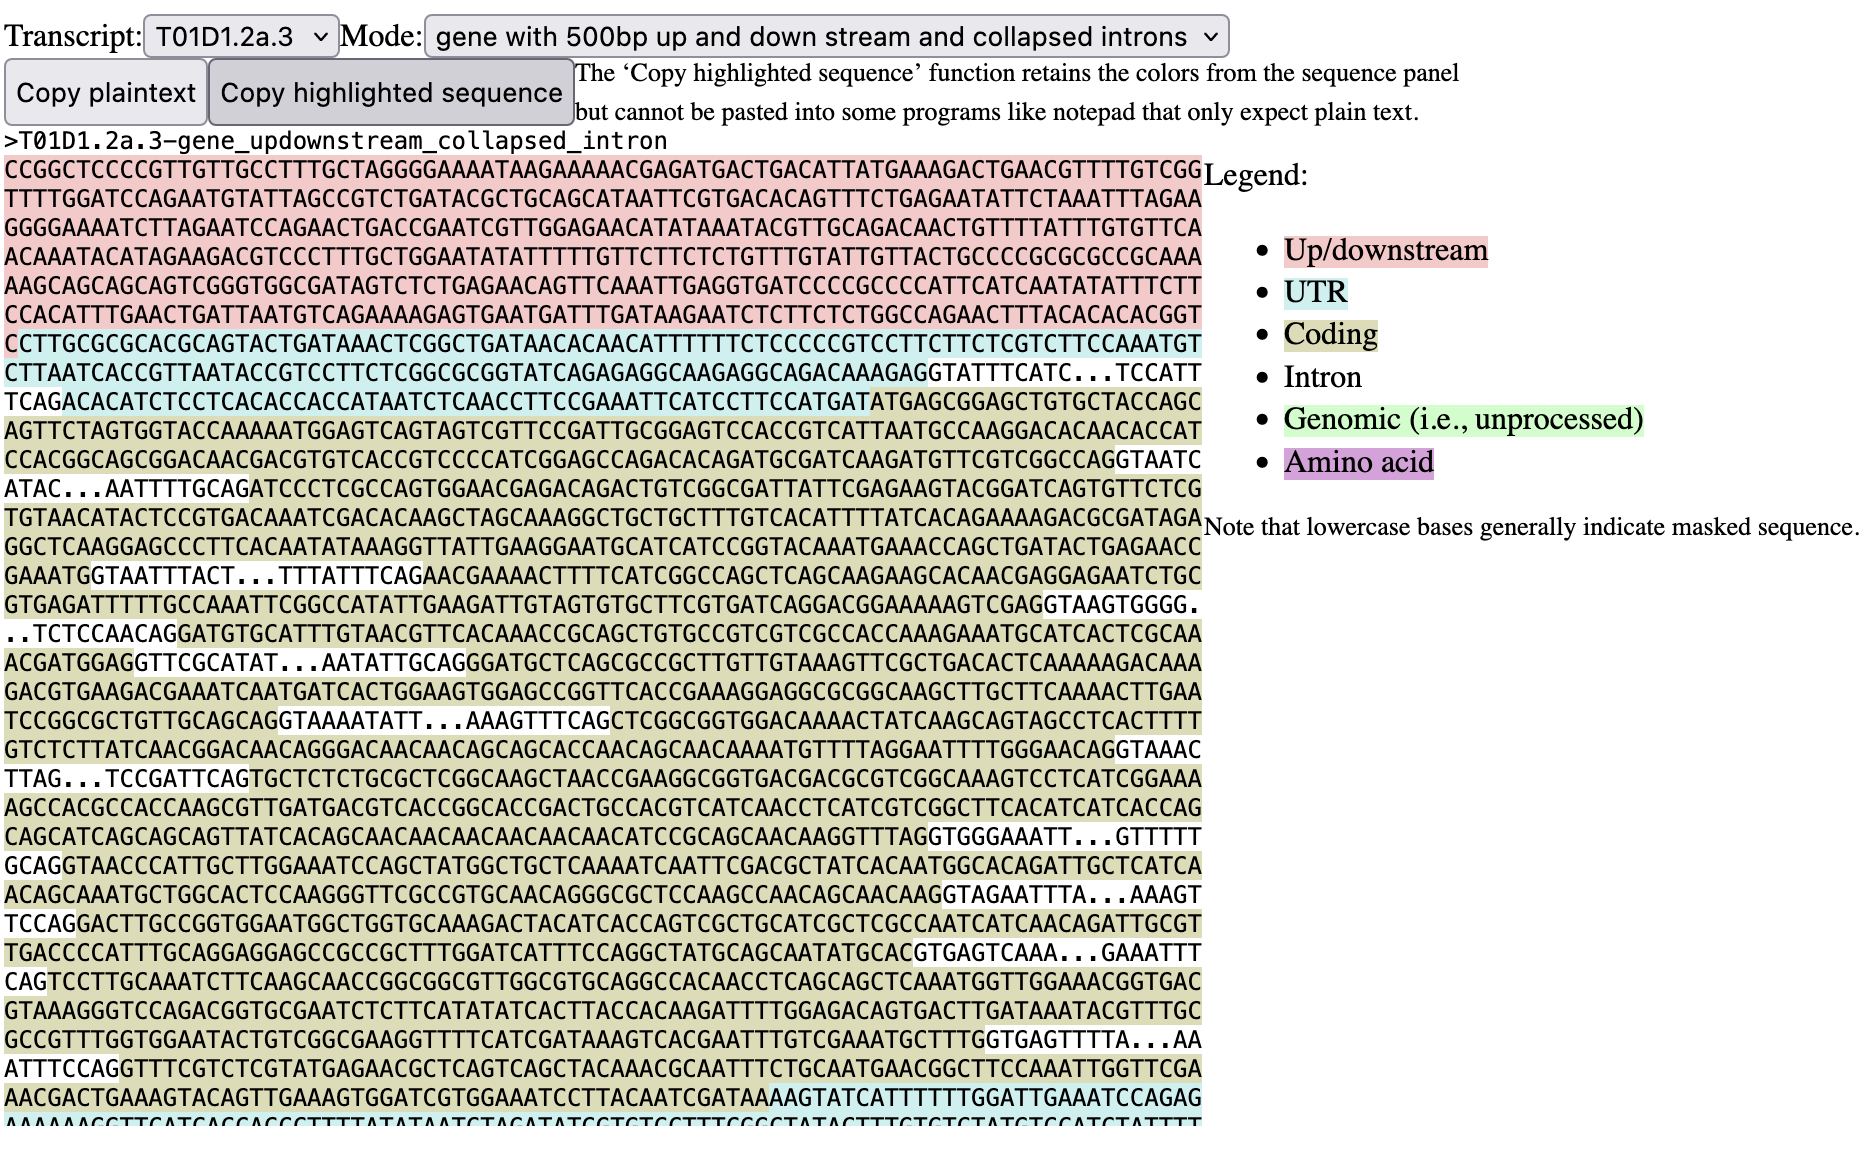 Transcript: T01D1.2a.3 Mode: gene with 500bp up and down stream and collapsed introns
Copy plaintext Copy highlighted sequence The ‘Copy highlighted sequence’ function retains the colors from the sequence panel
but cannot be pasted into some programs like notepad that only expect plain text.
>T01D1.2a.3-gene_updownstream_collapsed_intron
CCGGCTCCCCGTTGTTGCCTTTGCTAGGGGAAAATAAGAAAAACGAGATGACTGACATTATGAAAGACTGAACGTTTTGTCGG
TTTTGGATCCAGAATGTATTAGCCGTCTGATACGCTGCAGCATAATTCGTGACACAGTTTCTGAGAATATTCTAAATTTAGAA
GGGGAAAATCTTAGAATCCAGAACTGACCGAATCGTTGGAGAACATATAAATACGTTGCAGACAACTGTTTTATTTGTGTTCA
ACAAATACATAGAAGACGTCCCTTTGCTGGAATATATTTTTGTTCTTCTCTGTTTGTATTGTTACTGCCCCGCGCGCCGCAAA
AAGCAGCAGCAGTCGGGTGGCGATAGTCTCTGAGAACAGTTCAAATTGAGGTGATCCCCGCCCCATTCATCAATATATTTCTT
CCACATTTGAACTGATTAATGTCAGAAAAGAGTGAATGATTTGATAAGAATCTCTTCTCTGGCCAGAACTTTACACACACGGT
CCTTGCGCGCACGCAGTACTGATAAACTCGGCTGATAACACAACATTTTTTCTCCCCCGTCCTTCTTCTCGTCTTCCAAATGT
CTTAATCACCGTTAATACCGTCCTTCTCGGCGCGGTATCAGAGAGGCAAGAGGCAGACAAAGAGGTATTTCATC...TCCATT
TCAGACACATCTCCTCACACCACCATAATCTCAACCTTCCGAAATTCATCCTTCCATGATATGAGCGGAGCTGTGCTACCAGC
AGTTCTAGTGGTACCAAAAATGGAGTCAGTAGTCGTTCCGATTGCGGAGTCCACCGTCATTAATGCCAAGGACACAACACCAT
CCACGGCAGCGGACAACGACGTGTCACCGTCCCCATCGGAGCCAGACACAGATGCGATCAAGATGTTCGTCGGCCAGGTAATC
ATAC...AATTTTGCAGATCCCTCGCCAGTGGAACGAGACAGACTGTCGGCGATTATTCGAGAAGTACGGATCAGTGTTCTCG
TGTAACATACTCCGTGACAAATCGACACAAGCTAGCAAAGGCTGCTGCTTTGTCACATTTTATCACAGAAAAGACGCGATAGA
GGCTCAAGGAGCCCTTCACAATATAAAGGTTATTGAAGGAATGCATCATCCGGTACAAATGAAACCAGCTGATACTGAGAACC
GAAATGGTAATTTACT...TTTATTTCAGAACGAAAACTTTTCATCGGCCAGCTCAGCAAGAAGCACAACGAGGAGAATCTGC
GTGAGATTTTTGCCAAATTCGGCCATATTGAAGATTGTAGTGTGCTTCGTGATCAGGACGGAAAAAGTCGAGGTAAGTGGGG.
..TCTCCAACAGGATGTGCATTTGTAACGTTCACAAACCGCAGCTGTGCCGTCGTCGCCACCAAAGAAATGCATCACTCGCAA
ACGATGGAGGTTCGCATAT...AATATTGCAGGGATGCTCAGCGCCGCTTGTTGTAAAGTTCGCTGACACTCAAAAAGACAAA
GACGTGAAGACGAAATCAATGATCACTGGAAGTGGAGCCGGTTCACCGAAAGGAGGCGCGGCAAGCTTGCTTCAAAACTTGAA
TCCGGCGCTGTTGCAGCAGGTAAAATATT...AAAGTTTCAGCTCGGCGGTGGACAAAACTATCAAGCAGTAGCCTCACTTTT
GTCTCTTATCAACGGACAACAGGGACAACAACAGCAGCACCAACAGCAACAAAATGTTTTAGGAATTTTGGGAACAGGTAAAC
TTAG...TCCGATTCAGTGCTCTCTGCGCTCGGCAAGCTAACCGAAGGCGGTGACGACGCGTCGGCAAAGTCCTCATCGGAAA
AGCCACGCCACCAAGCGTTGATGACGTCACCGGCACCGACTGCCACGTCATCAACCTCATCGTCGGCTTCACATCATCACCAG
CAGCATCAGCAGCAGTTATCACAGCAACAACAACAACAACAACATCCGCAGCAACAAGGTTTAGGTGGGAAATT...GTTTTT
GCAGGTAACCCATTGCTTGGAAATCCAGCTATGGCTGCTCAAAATCAATTCGACGCTATCACAATGGCACAGATTGCTCATCA
ACAGCAAATGCTGGCACTCCAAGGGTTCGCCGTGCAACAGGGCGCTCCAAGCCAACAGCAACAAGGTAGAATTTA...AAAGT
TCCAGGACTTGCCGGTGGAATGGCTGGTGCAAAGACTACATCACCAGTCGCTGCATCGCTCGCCAATCATCAACAGATTGCGT
TGACCCCATTTGCAGGAGGAGCCGCCGCTTTGGATCATTTCCAGGCTATGCAGCAATATGCACGTGAGTCAAA...GAAATTT
CAGTCCTTGCAAATCTTCAAGCAACCGGCGGCGTTGGCGTGCAGGCCACAACCTCAGCAGCTCAAATGGTTGGAAACGGTGAC
GTAAAGGGTCCAGACGGTGCGAATCTCTTCATATATCACTTACCACAAGATTTTGGAGACAGTGACTTGATAAATACGTTTGC
GCCGTTTGGTGGAATACTGTCGGCGAAGGTTTTCATCGATAAAGTCACGAATTTGTCGAAATGCTTTGGTGAGTTTTA...AA
ATTTCCAGGTTTCGTCTCGTATGAGAACGCTCAGTCAGCTACAAACGCAATTTCTGCAATGAACGGCTTCCAAATTGGTTCGA
AACGACTGAAAGTACAGTTGAAAGTGGATCGTGGAAATCCTTACAATCGATAAAAGTATCATTTTTTGGATTGAAATCCAGAG
Legend:
Up/downstream
UTR
Coding
Intron
Genomic (i.e., unprocessed)
Amino acid
Note that lowercase bases generally indicate masked sequence.